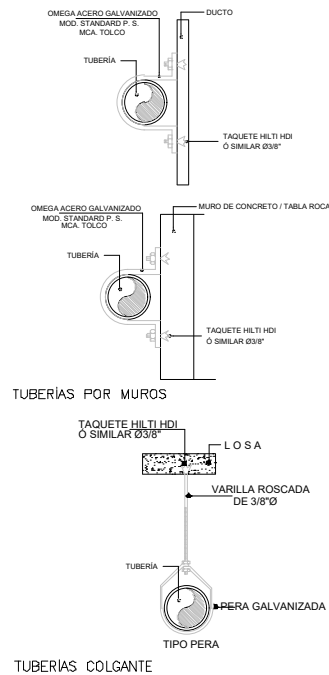 OMEGA ACERO GALVANIZADO
MOD. STANDARD P. S.
MCA. TOLCO
DUCTO
TUBERÍA
TAQUETE HILTI HDI
Ó SIMILAR Ø3/8"
OMEGA ACERO GALVANIZADO
MOD. STANDARD P. S.
MCA. TOLCO
MURO DE CONCRETO / TABLA ROCA
TUBERÍA
TAQUETE HILTI HDI
Ó SIMILAR Ø3/8"
TUBERÍAS POR MUROS
TAQUETE HILTI HDI
Ó SIMILAR Ø3/8"
LOSA
VARILLA ROSCADA
DE 3/8"Ø
TUBERÍA
PERA GALVANIZADA
TIPO PERA
TUBERÍAS COLGANTE